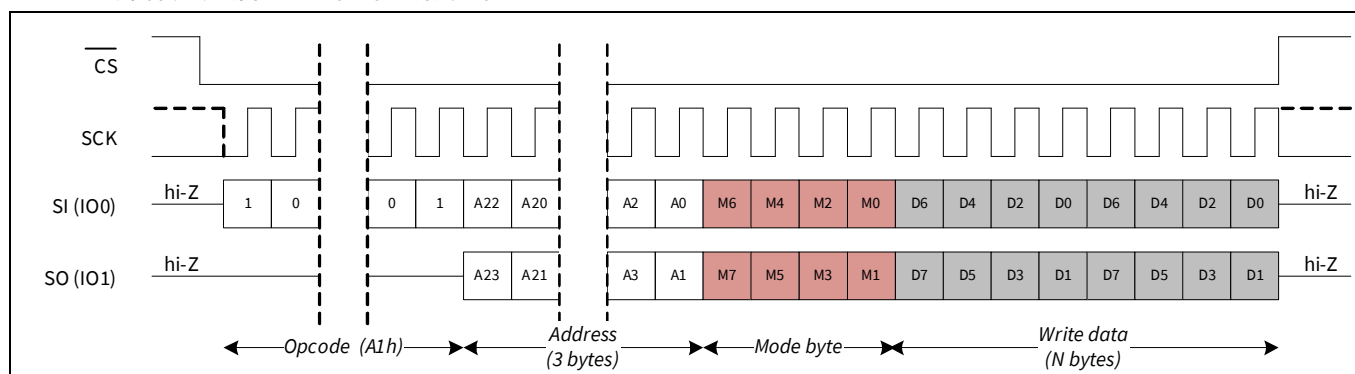 CS
SCK
SI (IO0) hi-Z 1 0 0 1 A22 A20 A2 A0 M6 M4 M2 M0 D6 D4 D2 D0 D6 D4 D2 D0 hi-Z
SO (IO1) hi-Z A23 A21 A3 A1 M7 M5 M3 M1 D7 D5 D3 D1 D7 D5 D3 D1 hi-Z
Opcode (A1h) Address Mode byte Write data
(3 bytes) (N bytes)